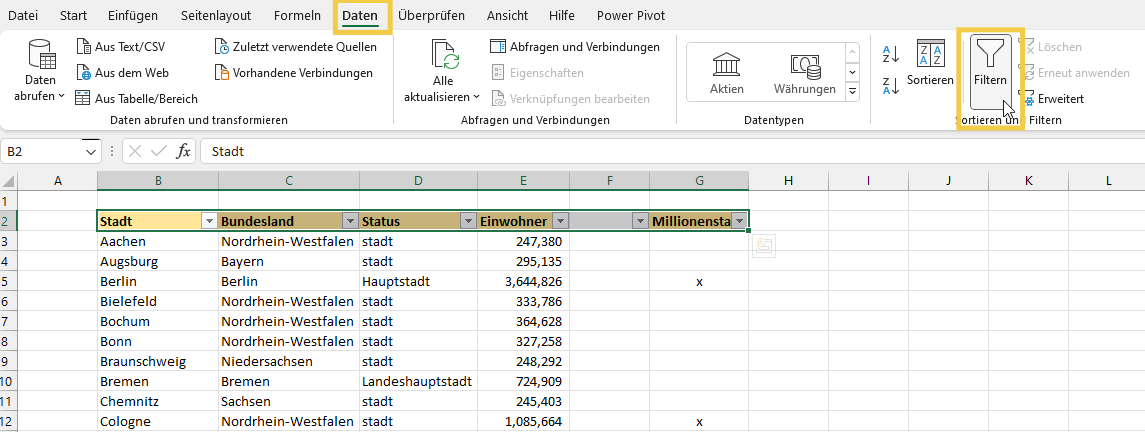 Datei Start Einfügen Seitenlayout Formeln Daten Überprüfen Ansicht Hilfe Power Pivot
Daten abrufen
Aus Text/CSV
Aus dem Web
Aus Tabelle/Bereich
Zuletzt verwendete Quellen
Vorhandene Verbindungen
Daten abrufen und transformieren
Alle aktualisieren
Abfragen und Verbindungen
Eigenschaften
Verknüpfungen bearbeiten
Abfragen und Verbindungen
Aktien Währungen
Datentypen
Sortieren
Filtern
Löschen
Erneut anwenden
Erweitert
Sortieren und Filtern
B2 fx Stadt
A B C D E F G H I J K L
1
2 Stadt Bundesland Status Einwohner Millionensta
3 Aachen Nordrhein-Westfalen stadt 247,380
4 Augsburg Bayern stadt 295,135
5 Berlin Berlin Hauptstadt 3,644,826 x
6 Bielefeld Nordrhein-Westfalen stadt 333,786
7 Bochum Nordrhein-Westfalen stadt 364,628
8 Bonn Nordrhein-Westfalen stadt 327,258
9 Braunschweig Niedersachsen stadt 248,292
10 Bremen Bremen Landeshauptstadt 724,909
11 Chemnitz Sachsen stadt 245,403
12 Cologne Nordrhein-Westfalen stadt 1,085,664 x